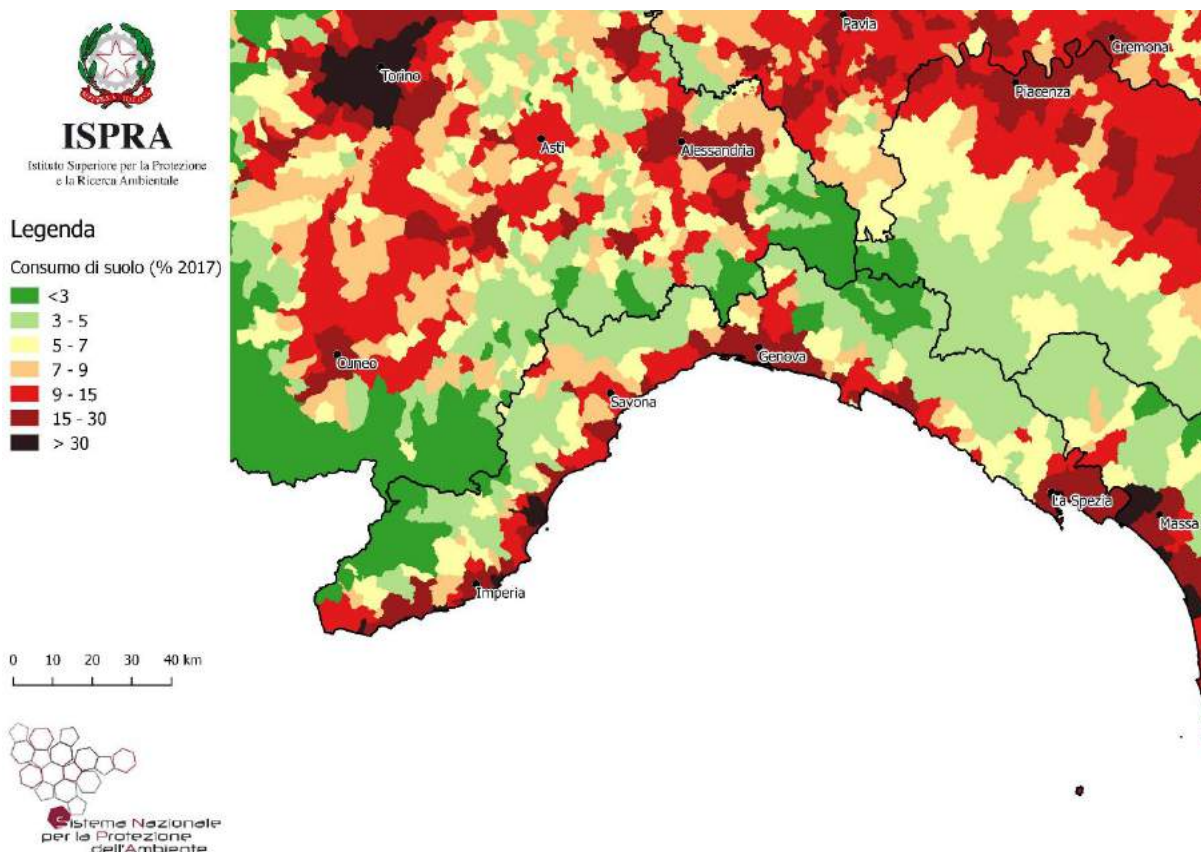 ISPRA
Istituto Superiore per la Protezione
e la Ricerca Ambientale
Legenda
Consumo di suolo (% 2017)
<3
3 - 5
5 - 7
7 - 9
9 - 15
15 - 30
> 30
0 10 20 30 40 km
Sistema Nazionale
per la Protezione
dell'Ambiente
Pavia
Cremona
Torino
Piacenza
Asti
Alessandria
Cuneo
Genova
Savona
La Spezia
Massa
Imperia